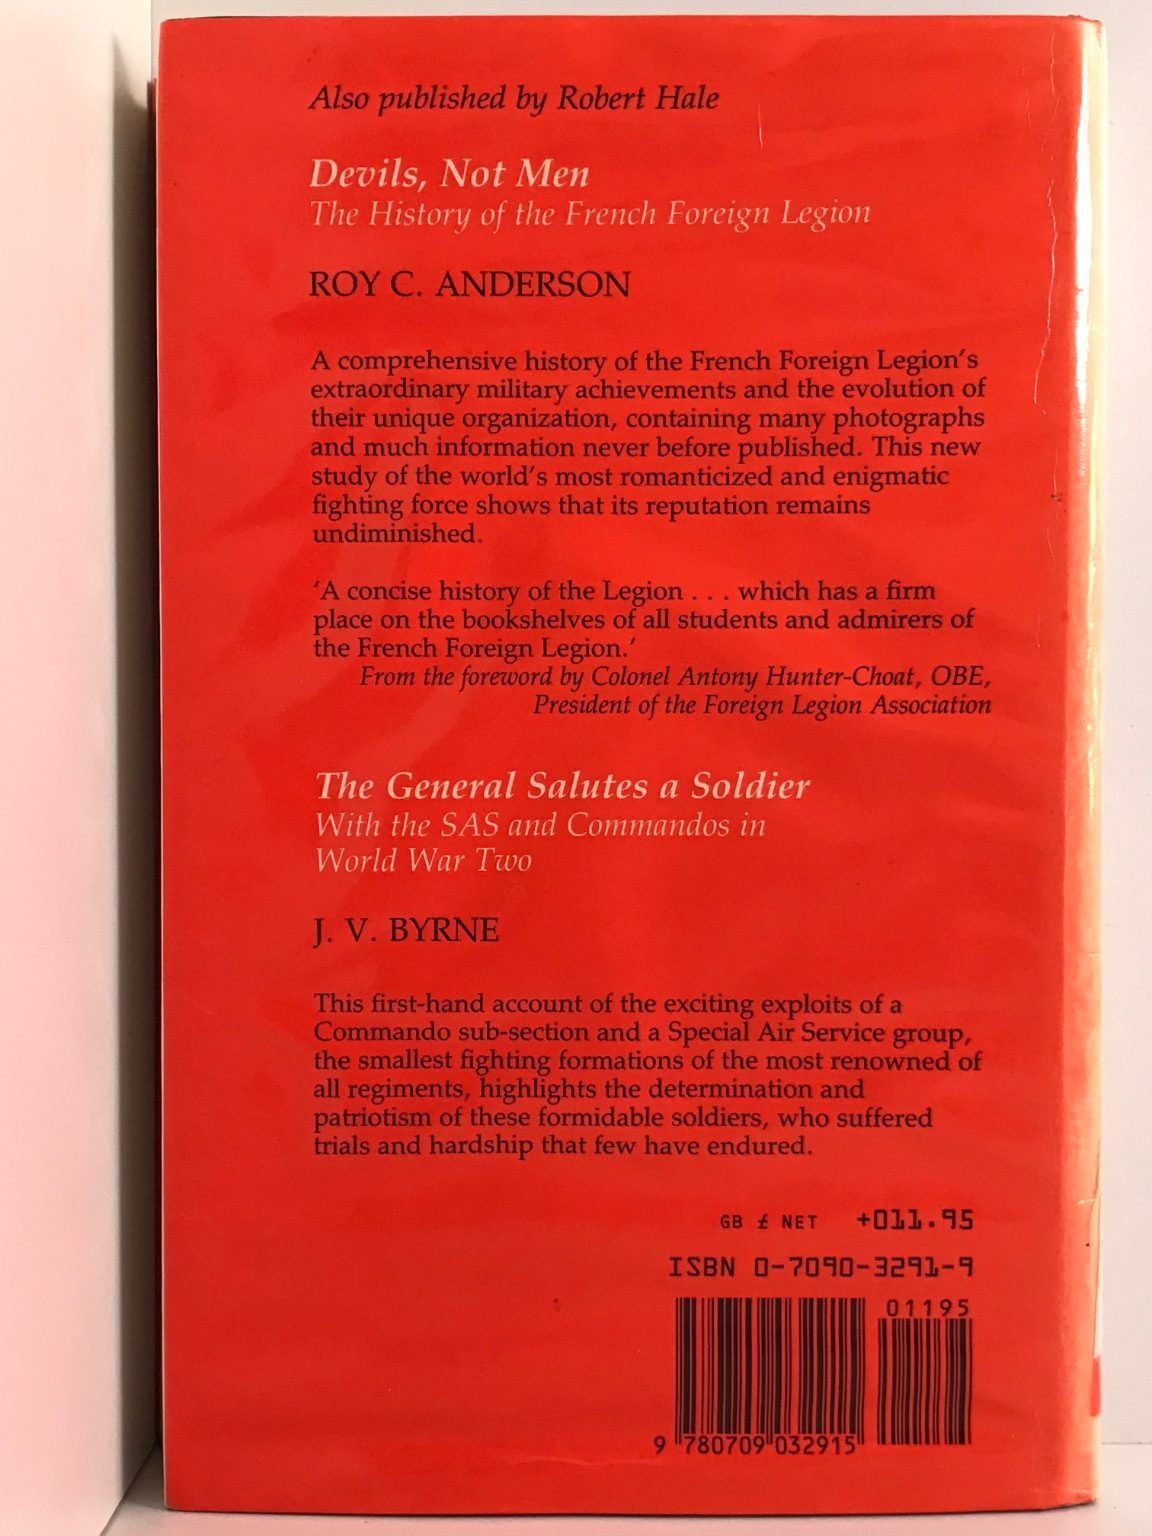 Also published by Robert Hale
Devils, Not Men
The History of the French Foreign Legion
ROY C. ANDERSON
A comprehensive history of the French Foreign Legion's
extraordinary military achievements and the evolution of
their unique organization, containing many photographs
and much information never before published. This new
study of the world's most romanticized and enigmatic
fighting force shows that its reputation remains
undiminished.
'A concise history of the Legion . . . which has a firm
place on the bookshelves of all students and admirers of
the French Foreign Legion.'
From the foreword by Colonel Antony Hunter-Choat, OBE,
President of the Foreign Legion Association
The General Salutes a Soldier
With the SAS and Commandos in
World War Two
J. V. BYRNE
This first-hand account of the exciting exploits of a
Commando sub-section and a Special Air Service group,
the smallest fighting formations of the most renowned of
all regiments, highlights the determination and
patriotism of these formidable soldiers, who suffered
trials and hardship that few have endured.
GB £ NET +011.95
ISBN 0-7090-3291-9
01195
9 780709 032915